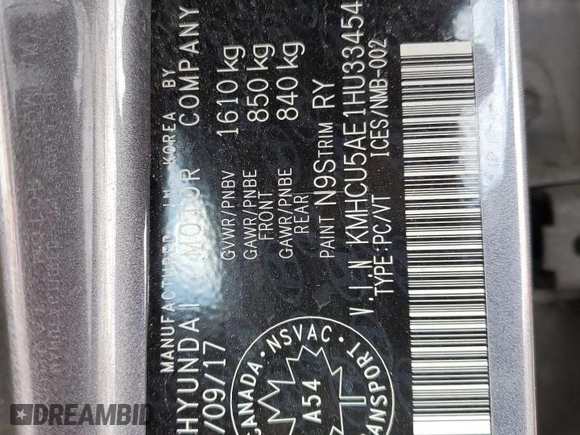 MANUFACTURED IN KOREA BY
HYUNDAI MOTOR COMPANY
/09/17
GVWR/PNBV 1610 kg
GAWR/PNBE FRONT 850 kg
GAWR/PNBE REAR 840 kg
PAINT N9S TRIM RY
V.I.N KMHCU5AE1HU33454
TYPE:PC/VT ICES/NMB-002
CANADA · NSVAC · TRANSPORT
A54
DREAMBID